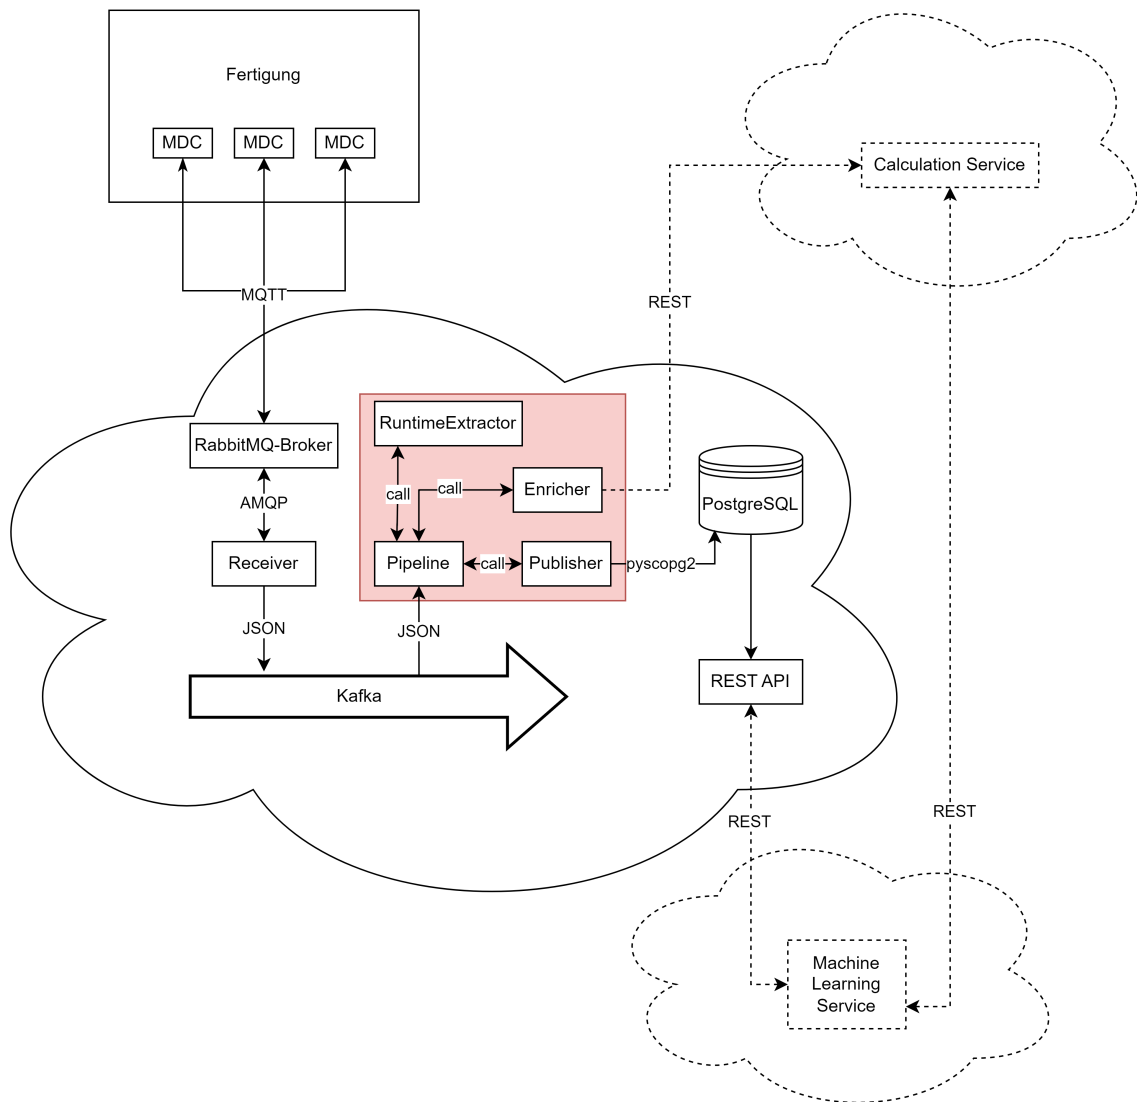 Fertigung
MDC
MDC
MDC
Calculation Service
MQTT
REST
RuntimeExtractor
RabbitMQ-Broker
call
call
Enricher
AMQP
PostgreSQL
Receiver
Pipeline
call
Publisher
pyscopg2
JSON
JSON
REST API
Kafka
REST
REST
Machine
Learning
Service